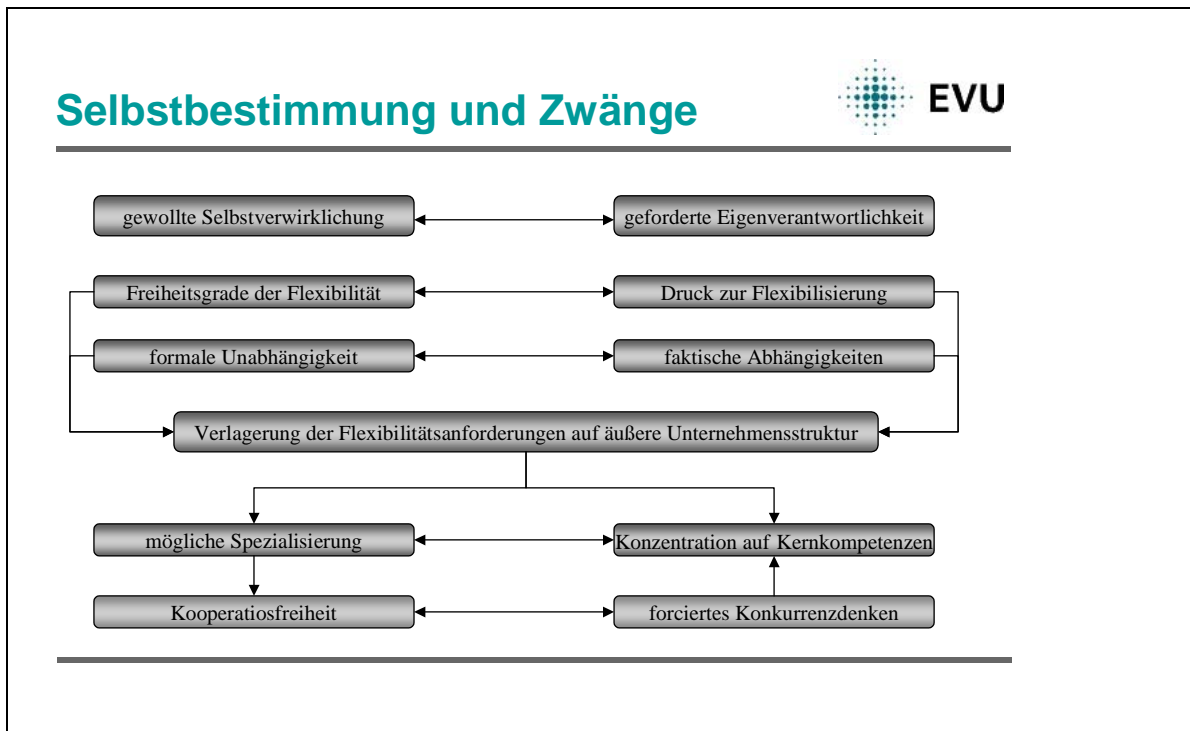 Selbstbestimmung und Zwänge
EVU
gewollte Selbstverwirklichung
geforderte Eigenverantwortlichkeit
Freiheitsgrade der Flexibilität
Druck zur Flexibilisierung
formale Unabhängigkeit
faktische Abhängigkeiten
Verlagerung der Flexibilitätsanforderungen auf äußere Unternehmensstruktur
mögliche Spezialisierung
Konzentration auf Kernkompetenzen
Kooperatiosfreiheit
forciertes Konkurrenzdenken